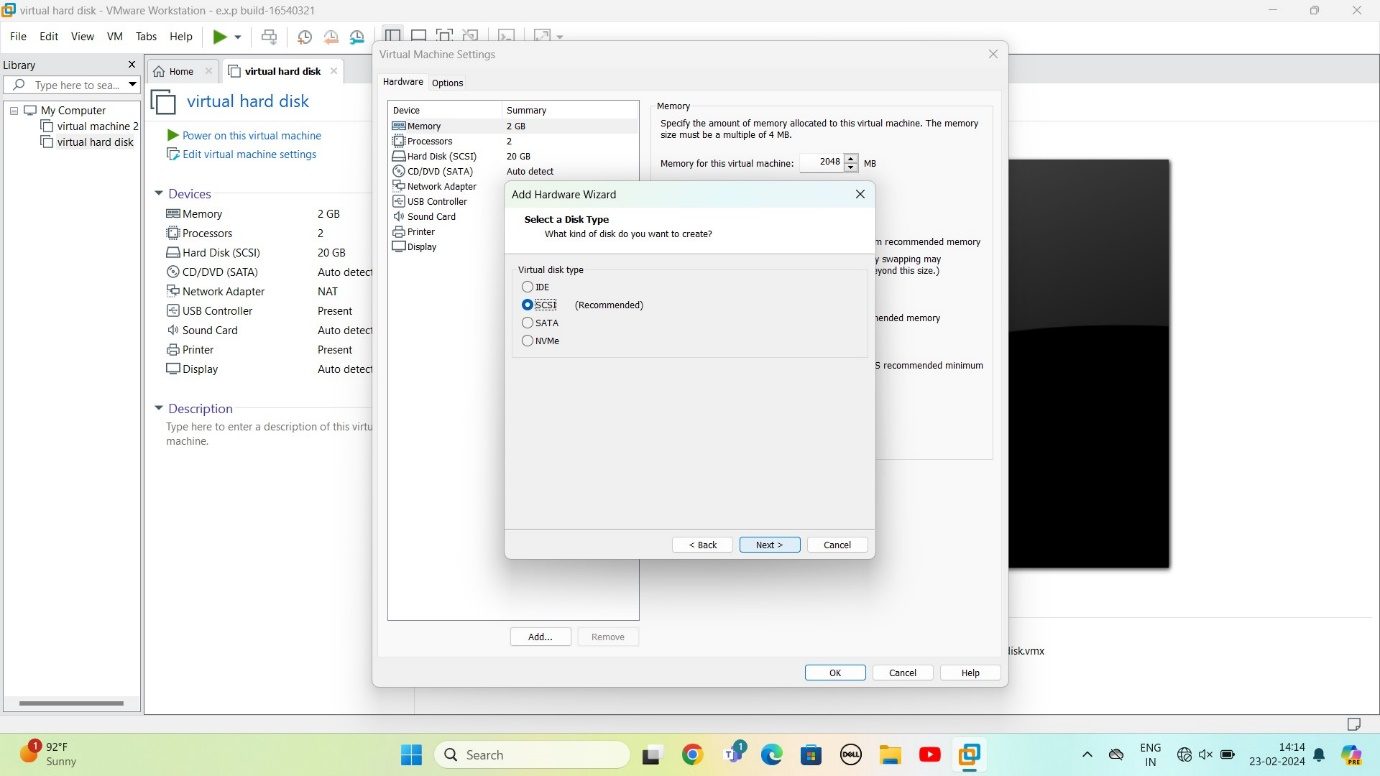 virtual hard disk - VMware Workstation - e.x.p build-16540321
File Edit View VM Tabs Help
Library
Type here to sea...
My Computer
virtual machine 2
virtual hard disk
Home
virtual hard disk
virtual hard disk
Power on this virtual machine
Edit virtual machine settings
Devices
Memory 2 GB
Processors 2
Hard Disk (SCSI) 20 GB
CD/DVD (SATA) Auto detect
Network Adapter NAT
USB Controller Present
Sound Card Auto detect
Printer Present
Display Auto detect
Description
Type here to enter a description of this virtu
machine.
Virtual Machine Settings
Hardware Options
Device Summary
Memory 2 GB
Processors 2
Hard Disk (SCSI) 20 GB
CD/DVD (SATA) Auto detect
Network Adapter
USB Controller
Sound Card
Printer
Display
Memory
Specify the amount of memory allocated to this virtual machine. The memory
size must be a multiple of 4 MB.
Memory for this virtual machine: 2048 MB
m recommended memory
y swapping may
eyond this size.)
ended memory
S recommended minimum
Add Hardware Wizard
Select a Disk Type
What kind of disk do you want to create?
Virtual disk type
IDE
SCSI (Recommended)
SATA
NVMe
< Back Next > Cancel
Add... Remove
OK Cancel Help
lisk.vmx
1
92°F
Sunny
Search
1
DELL
ENG
IN
14:14
23-02-2024
PRE